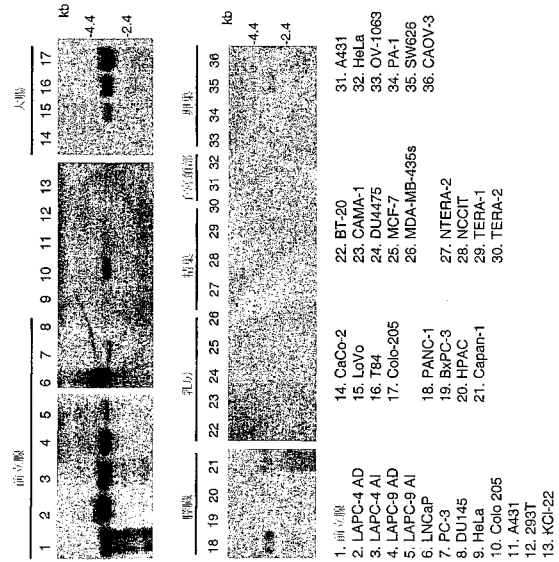 前立腺 大腸
1 2 3 4 5 6 7 8 9 10 11 12 13 14 15 16 17 kb
-4.4
-2.4
膵臓 乳房 精巣 子宮頸部 卵巣
18 19 20 21 22 23 24 25 26 27 28 29 30 31 32 33 34 35 36 kb
-4.4
-2.4
1. 前立腺
2. LAPC-4 AD
3. LAPC-4 AI
4. LAPC-9 AD
5. LAPC-9 AI
6. LNCaP
7. PC-3
8. DU145
9. HeLa
10. Colo 205
11. A431
12. 293T
13. KCl-22
14. CaCo-2
15. LoVo
16. T84
17. Colo-205
18. PANC-1
19. BxPC-3
20. HPAC
21. Capan-1
22. BT-20
23. CAMA-1
24. DU4475
25. MCF-7
26. MDA-MB-435s
27. NTERA-2
28. NCCIT
29. TERA-1
30. TERA-2
31. A431
32. HeLa
33. OV-1063
34. PA-1
35. SW626
36. CAOV-3